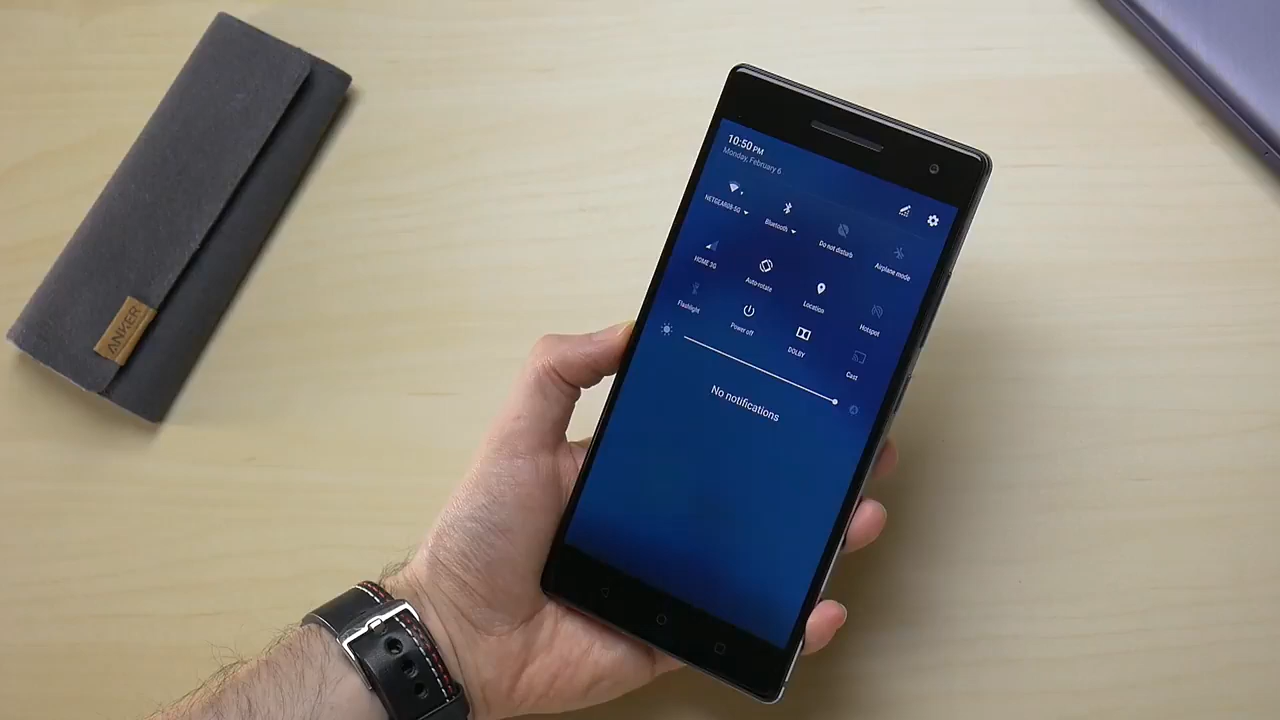 ANKER
10:50 PM
Monday, February 6
NETGEAR08-5G
Bluetooth
Do not disturb
Airplane mode
HOME 3G
Auto-rotate
Location
Hotspot
Flashlight
Power off
DOLBY
Cast
No notifications